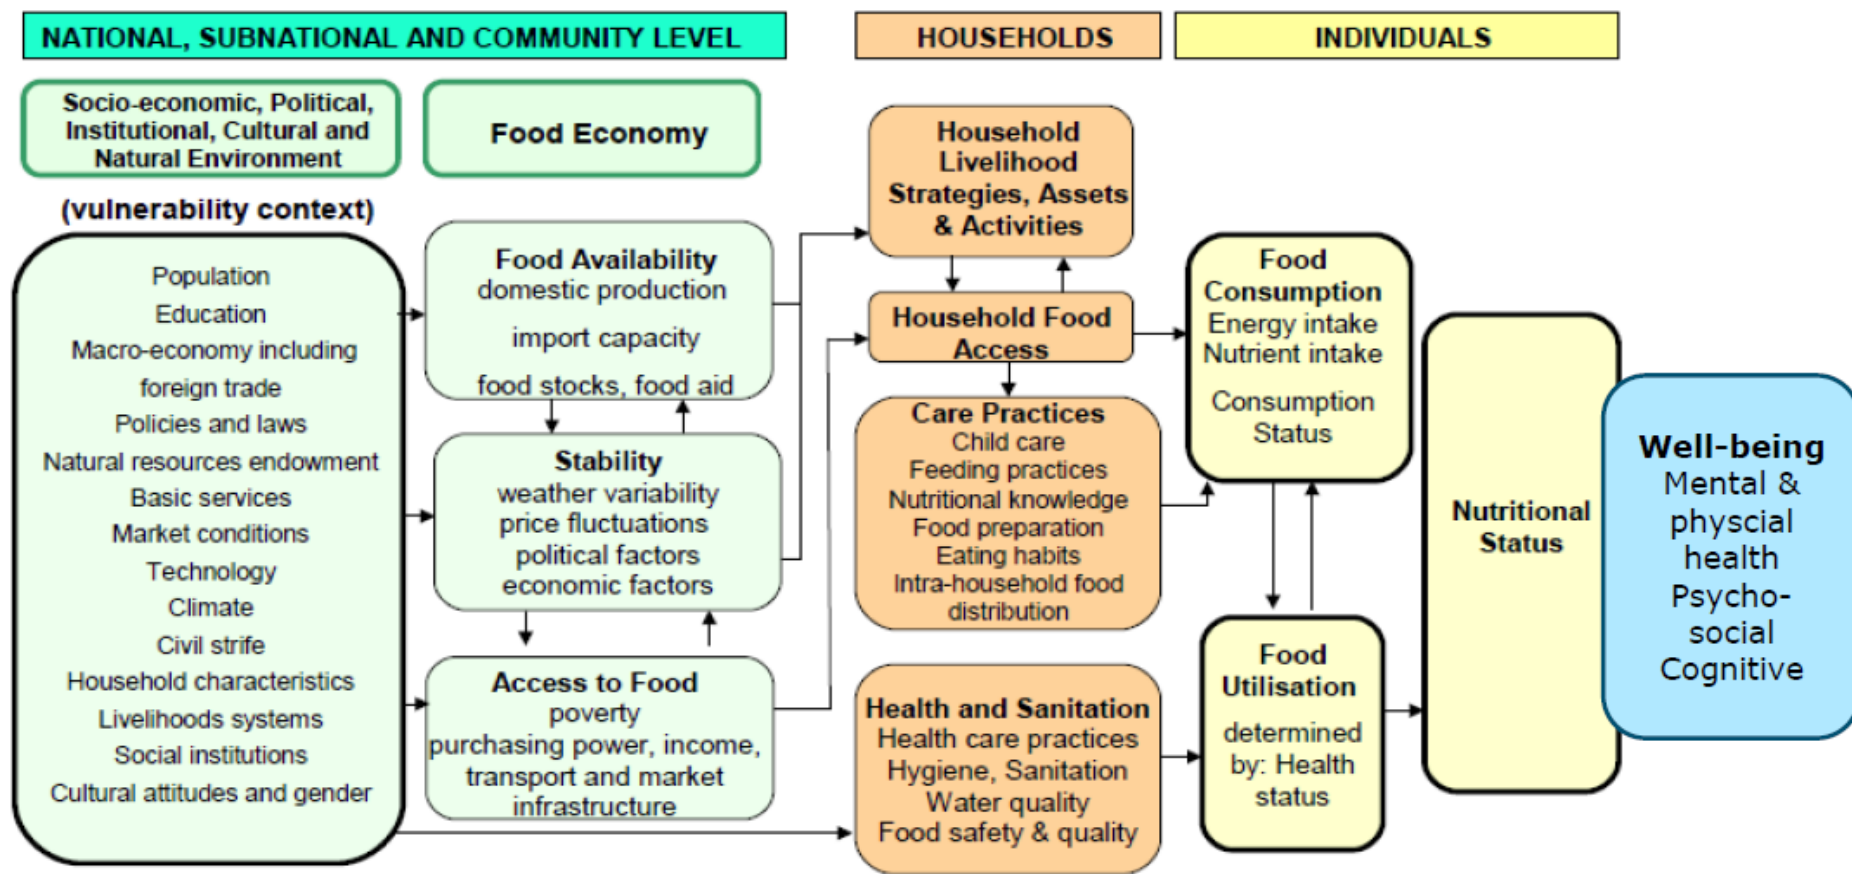 NATIONAL, SUBNATIONAL AND COMMUNITY LEVEL
HOUSEHOLDS
INDIVIDUALS
Socio-economic, Political,
Institutional, Cultural and
Natural Environment
Food Economy
(vulnerability context)
Population
Education
Macro-economy including
foreign trade
Policies and laws
Natural resources endowment
Basic services
Market conditions
Technology
Climate
Civil strife
Household characteristics
Livelihoods systems
Social institutions
Cultural attitudes and gender
Food Availability
domestic production
import capacity
food stocks, food aid
Stability
weather variability
price fluctuations
political factors
economic factors
Access to Food
poverty
purchasing power, income,
transport and market
infrastructure
Household
Livelihood
Strategies, Assets
& Activities
Household Food
Access
Care Practices
Child care
Feeding practices
Nutritional knowledge
Food preparation
Eating habits
Intra-household food
distribution
Health and Sanitation
Health care practices
Hygiene, Sanitation
Water quality
Food safety & quality
Food
Consumption
Energy intake
Nutrient intake
Consumption
Status
Food
Utilisation
determined
by: Health
status
Nutritional
Status
Well-being
Mental &
physcial
health
Psycho-
social
Cognitive